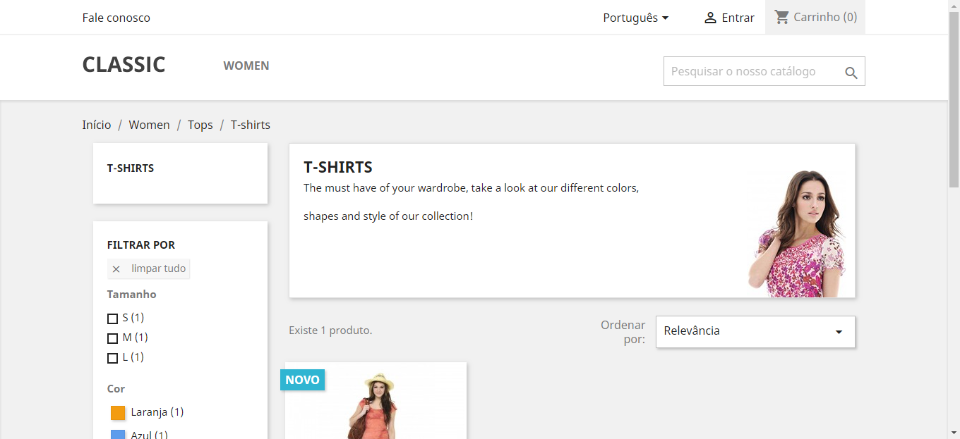 Fale conosco
Português
Entrar
Carrinho (0)
CLASSIC
WOMEN
Pesquisar o nosso catálogo
Início / Women / Tops / T-shirts
T-SHIRTS
FILTRAR POR
limpar tudo
Tamanho
S (1)
M (1)
L (1)
Cor
Laranja (1)
Azul (1)
T-SHIRTS
The must have of your wardrobe, take a look at our different colors,
shapes and style of our collection!
Existe 1 produto.
Ordenar
por:
Relevância
NOVO